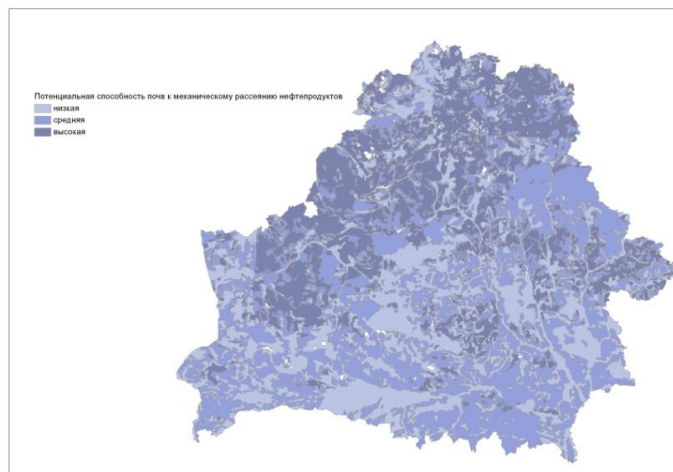 Потенциальная способность почв к механическому рассеянию нефтепродуктов
низкая
средняя
высокая